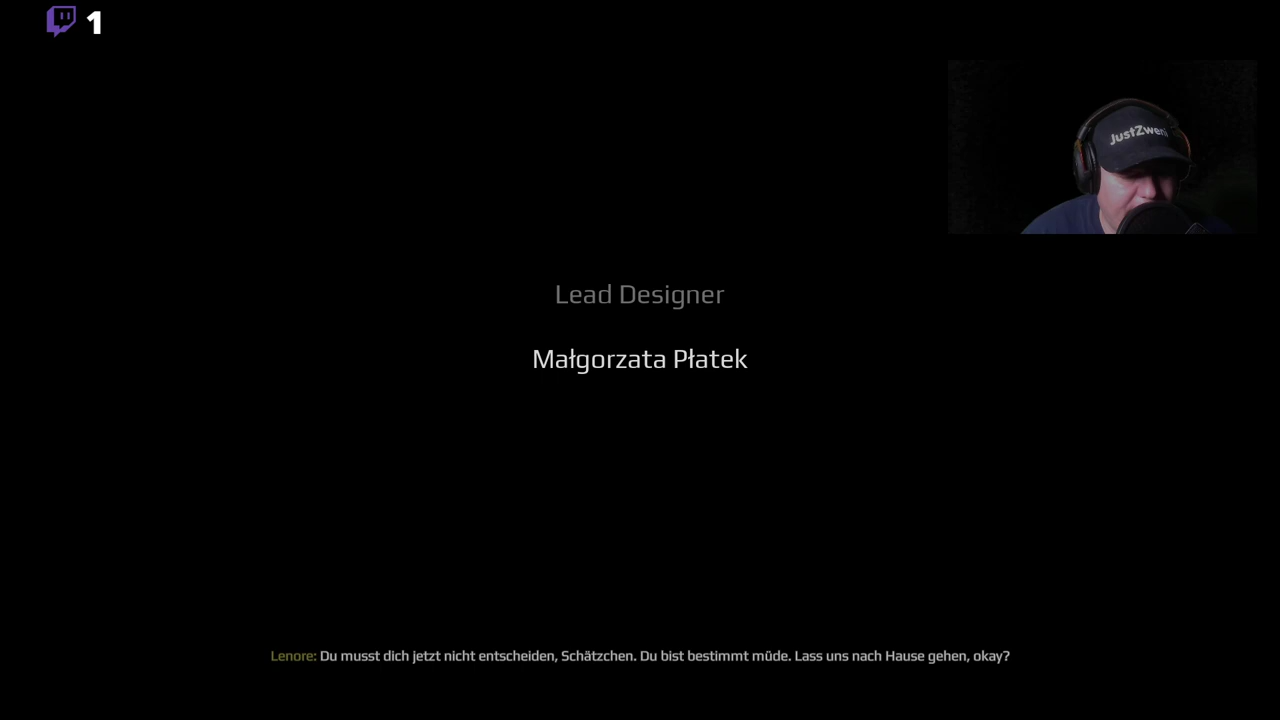 1
JustZwen
Lead Designer
Małgorzata Płatek
Lenore: Du musst dich jetzt nicht entscheiden, Schätzchen. Du bist bestimmt müde. Lass uns nach Hause gehen, okay?